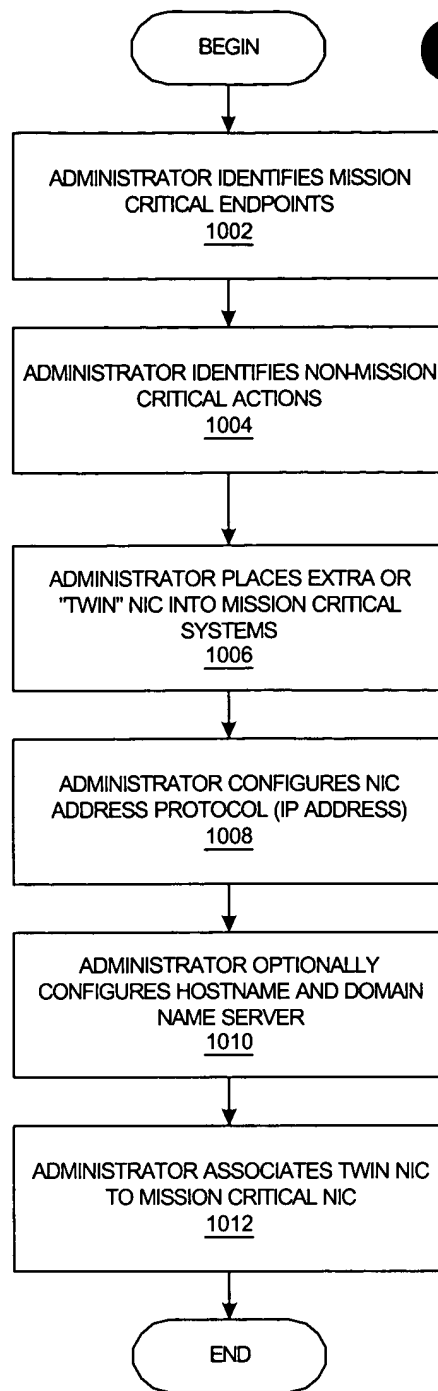 BEGIN
ADMINISTRATOR IDENTIFIES MISSION
CRITICAL ENDPOINTS
1002
ADMINISTRATOR IDENTIFIES NON-MISSION
CRITICAL ACTIONS
1004
ADMINISTRATOR PLACES EXTRA OR
"TWIN" NIC INTO MISSION CRITICAL
SYSTEMS
1006
ADMINISTRATOR CONFIGURES NIC
ADDRESS PROTOCOL (IP ADDRESS)
1008
ADMINISTRATOR OPTIONALLY
CONFIGURES HOSTNAME AND DOMAIN
NAME SERVER
1010
ADMINISTRATOR ASSOCIATES TWIN NIC
TO MISSION CRITICAL NIC
1012
END